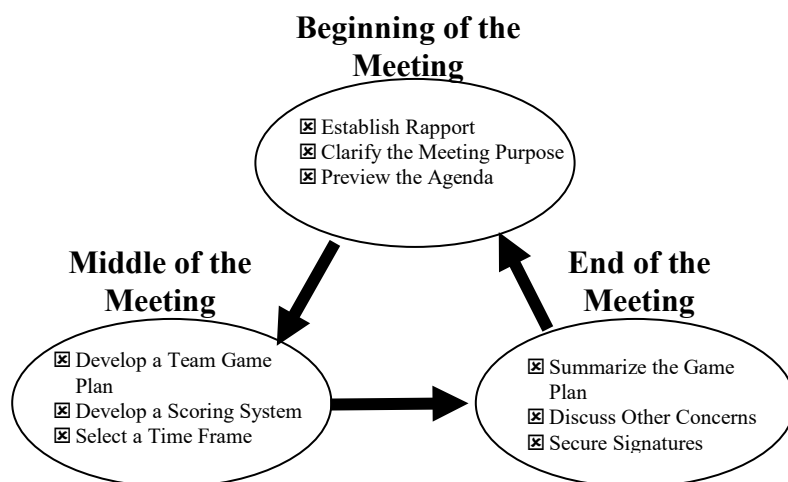 Beginning of the
Meeting
☒ Establish Rapport
☒ Clarify the Meeting Purpose
☒ Preview the Agenda
Middle of the
Meeting
☒ Develop a Team Game
Plan
☒ Develop a Scoring System
☒ Select a Time Frame
End of the
Meeting
☒ Summarize the Game
Plan
☒ Discuss Other Concerns
☒ Secure Signatures